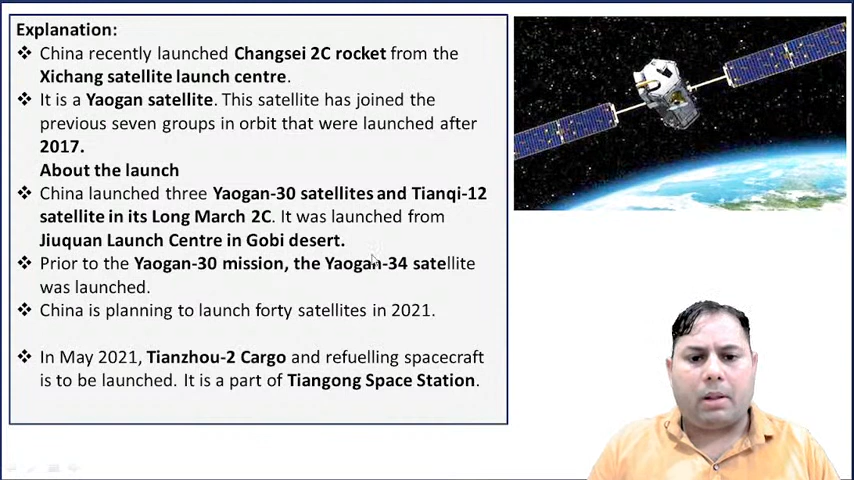 Explanation:
❖ China recently launched Changsei 2C rocket from the
Xichang satellite launch centre.
❖ It is a Yaogan satellite. This satellite has joined the
previous seven groups in orbit that were launched after
2017.
About the launch
❖ China launched three Yaogan-30 satellites and Tianqi-12
satellite in its Long March 2C. It was launched from
Jiuquan Launch Centre in Gobi desert.
❖ Prior to the Yaogan-30 mission, the Yaogan-34 satellite
was launched.
❖ China is planning to launch forty satellites in 2021.
❖ In May 2021, Tianzhou-2 Cargo and refuelling spacecraft
is to be launched. It is a part of Tiangong Space Station.